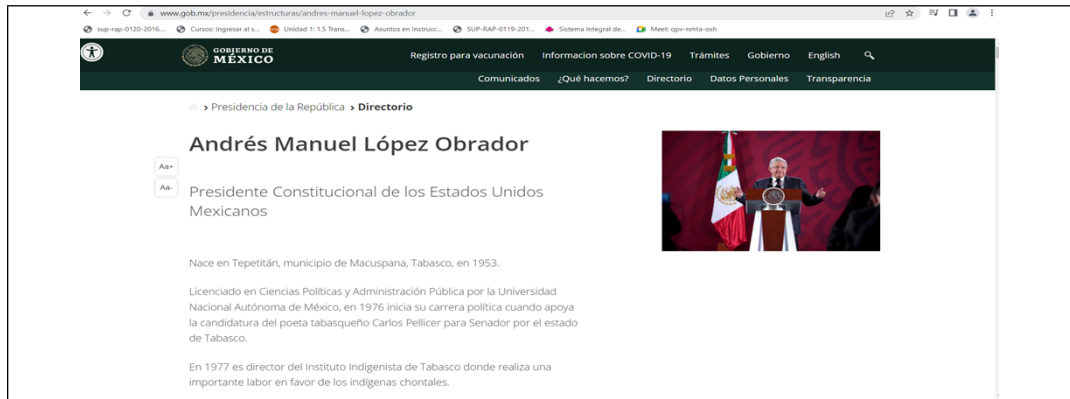 www.gob.mx/presidencia/estructuras/andres-manuel-lopez-obrador
sup-rap-0120-2016... Cursos: Ingresar al s... Unidad 1: 1.5 Trans... Asuntos en Instrucc... SUP-RAP-0119-201... Sistema Integral de... Meet: qpv-nmta-osh
GOBIERNO DE
MÉXICO
Registro para vacunación Informacion sobre COVID-19 Trámites Gobierno English
Comunicados ¿Qué hacemos? Directorio Datos Personales Transparencia
> Presidencia de la República > Directorio
Andrés Manuel López Obrador
Aa+
Aa-
Presidente Constitucional de los Estados Unidos
Mexicanos
Nace en Tepetitán, municipio de Macuspana, Tabasco, en 1953.
Licenciado en Ciencias Políticas y Administración Pública por la Universidad
Nacional Autónoma de México, en 1976 inicia su carrera política cuando apoya
la candidatura del poeta tabasqueño Carlos Pellicer para Senador por el estado
de Tabasco.
En 1977 es director del Instituto Indigenista de Tabasco donde realiza una
importante labor en favor de los indígenas chontales.